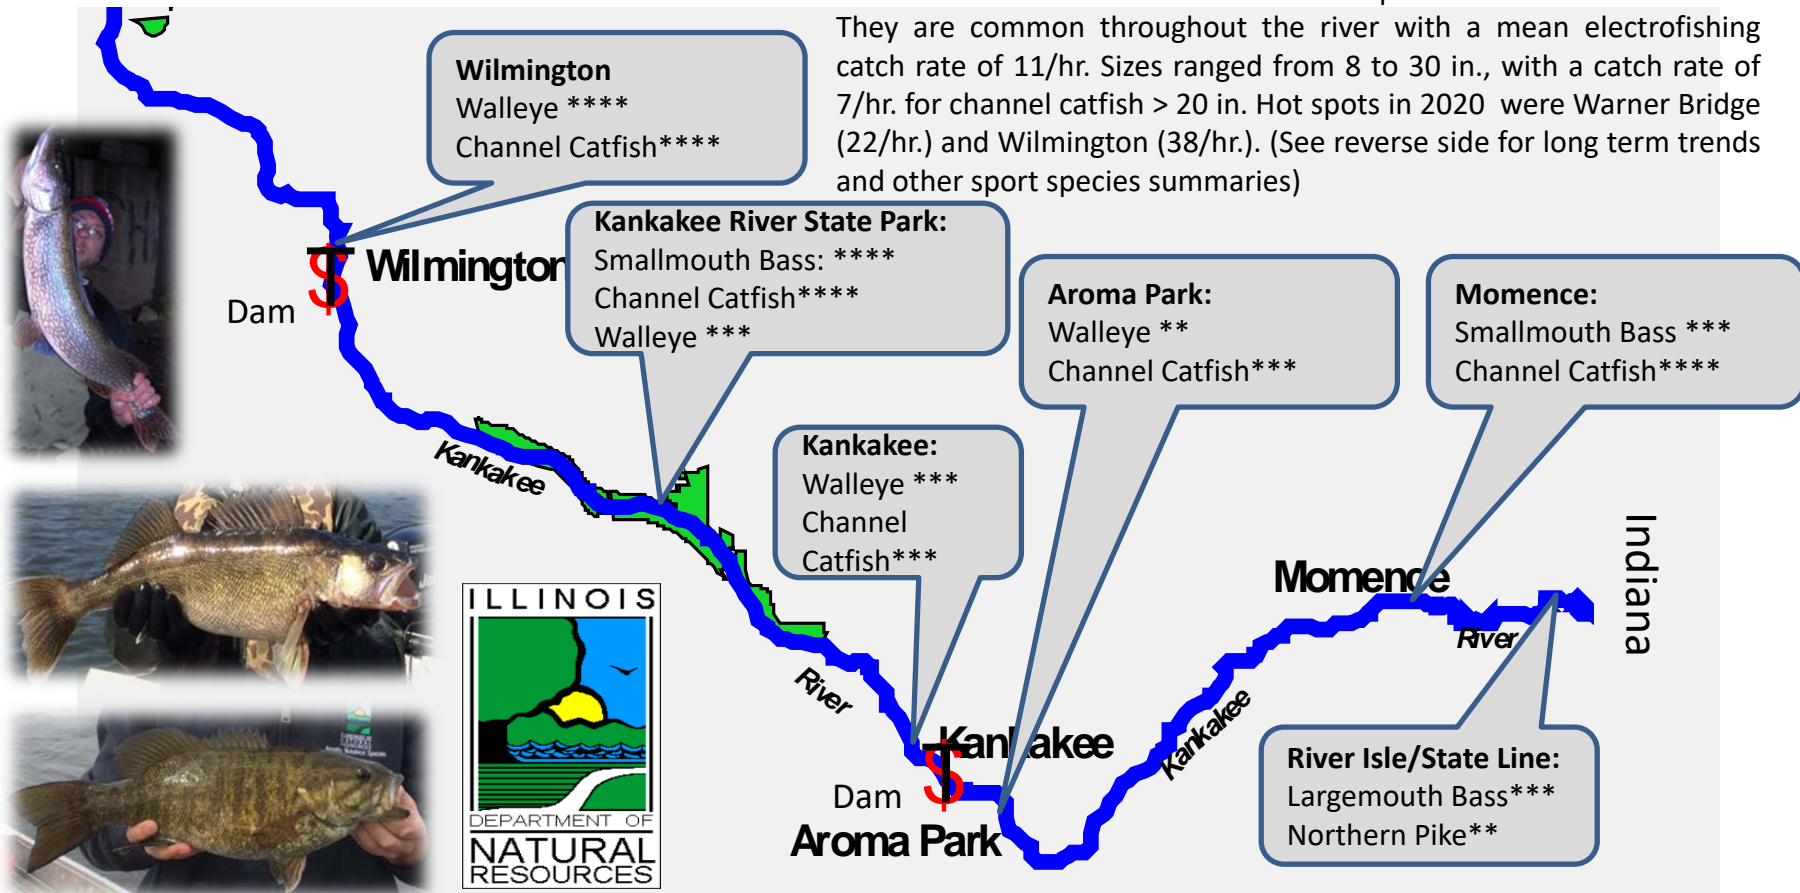 They are common throughout the river with a mean electrofishing
catch rate of 11/hr. Sizes ranged from 8 to 30 in., with a catch rate of
7/hr. for channel catfish > 20 in. Hot spots in 2020 were Warner Bridge
(22/hr.) and Wilmington (38/hr.). (See reverse side for long term trends
and other sport species summaries)
Wilmington
Walleye ****
Channel Catfish****
Kankakee River State Park:
Smallmouth Bass: ****
Channel Catfish****
Walleye ***
Wilmington
Dam
Aroma Park:
Walleye **
Channel Catfish***
Momence:
Smallmouth Bass ***
Channel Catfish****
Kankakee:
Walleye ***
Channel
Catfish***
Kankakee
River
Momence
River
Indiana
Kankakee
Kankakee
Dam
Aroma Park
River Isle/State Line:
Largemouth Bass***
Northern Pike**
ILLINOIS
DEPARTMENT OF
NATURAL
RESOURCES